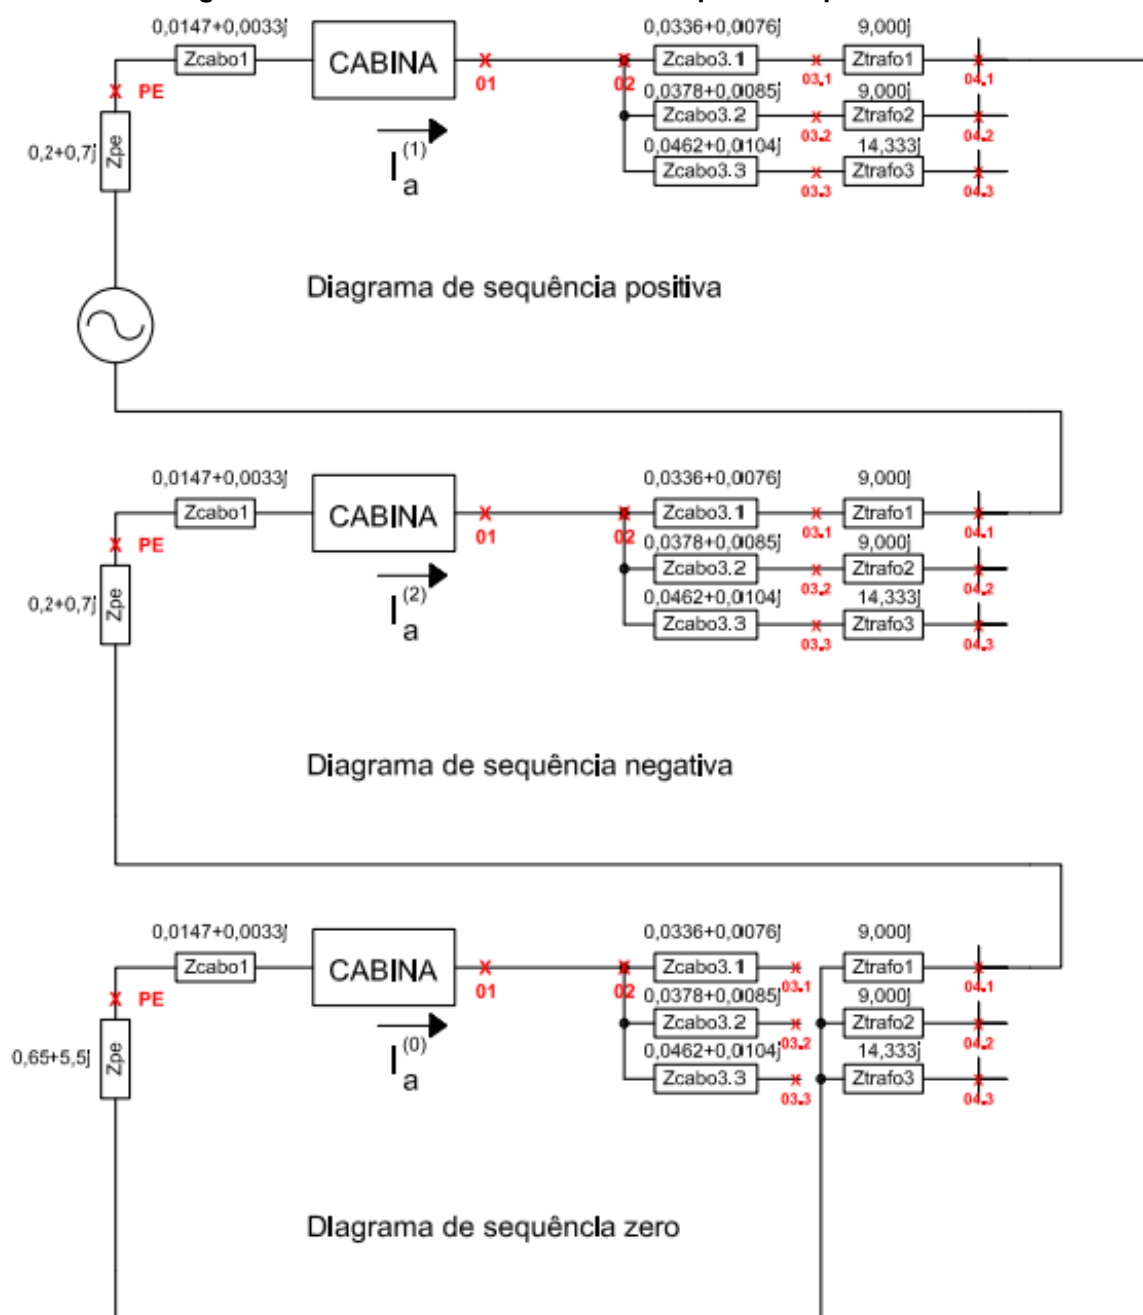 0,0147+0,0033j
0,0336+0,0076j
9,000j
Zcabo1
CABINA
01
02
Zcabo3.1
03.1
Ztrafo1
04.1
PE
0,0378+0,0085j
9,000j
Zcabo3.2
03.2
Ztrafo2
04.2
0,2+0,7j
Zpe
I a (1)
0,0462+0,0104j
14,333j
Zcabo3.3
03.3
Ztrafo3
04.3
Diagrama de sequência positiva
0,0147+0,0033j
0,0336+0,0076j
9,000j
Zcabo1
CABINA
01
02
Zcabo3.1
03.1
Ztrafo1
04.1
PE
0,0378+0,0085j
9,000j
Zcabo3.2
03.2
Ztrafo2
04.2
0,2+0,7j
Zpe
I a (2)
0,0462+0,0104j
14,333j
Zcabo3.3
03.3
Ztrafo3
04.3
Diagrama de sequência negativa
0,0147+0,0033j
0,0336+0,0076j
9,000j
Zcabo1
CABINA
01
02
Zcabo3.1
03.1
Ztrafo1
04.1
PE
0,0378+0,0085j
9,000j
Zcabo3.2
03.2
Ztrafo2
04.2
0,65+5,5j
Zpe
I a (0)
0,0462+0,0104j
14,333j
Zcabo3.3
03.3
Ztrafo3
04.3
Diagrama de sequência zero